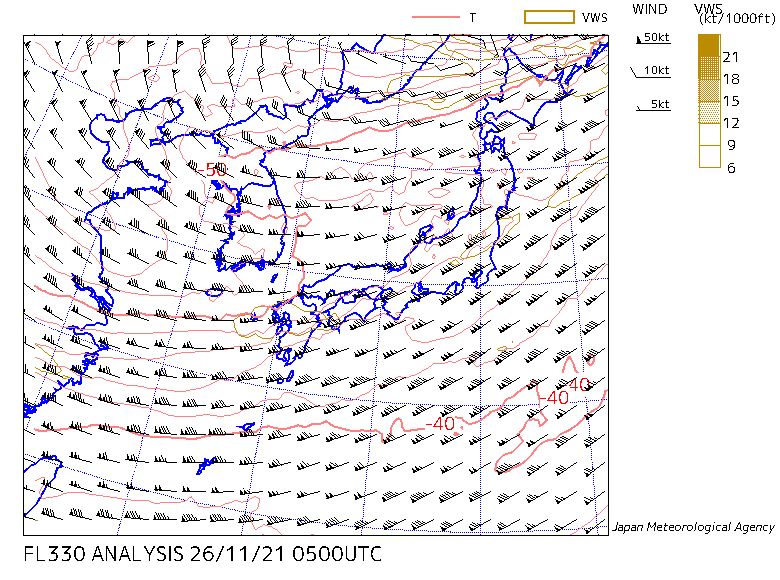 T
VWS
WIND
50kt
10kt
5kt
VWS
(kt/1000ft)
21
18
15
12
9
6
-50
-40
-40
40
Japan Meteorological Agency
FL330 ANALYSIS 26/11/21 0500UTC